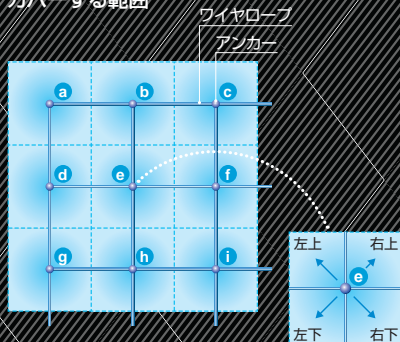 カバーする範囲
ワイヤロープ
アンカー
a b c
d e f
g h i
左上 右上
e
左下 右下